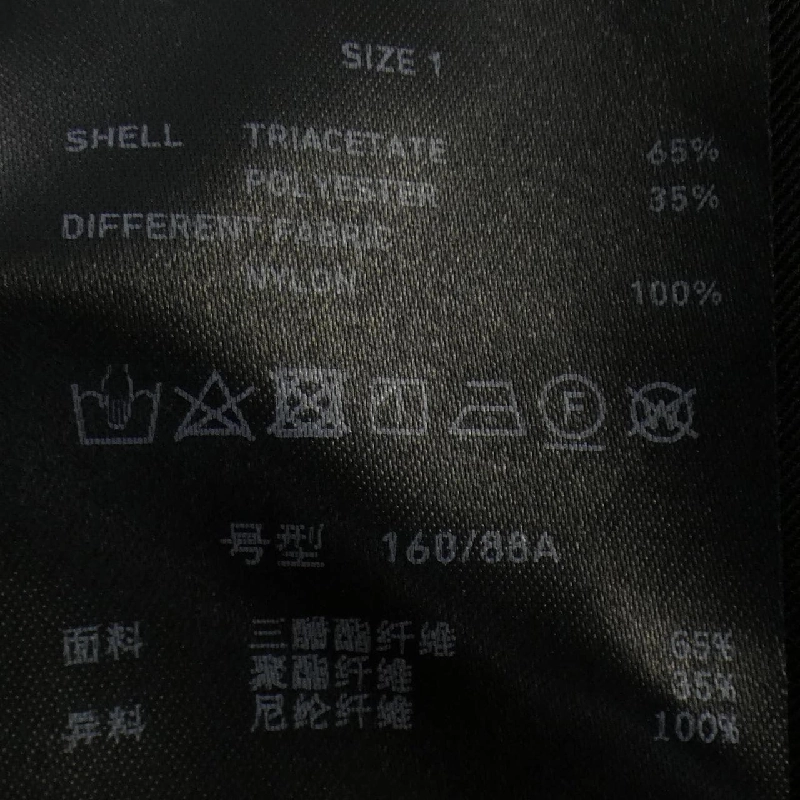 SIZE 1
SHELL TRIACETATE 65%
POLYESTER 35%
DIFFERENT FABRIC
NYLON 100%
F
W
号型 160/88A
面料 三醋酯纤维 65%
聚酯纤维 35%
异料 尼纶纤维 100%